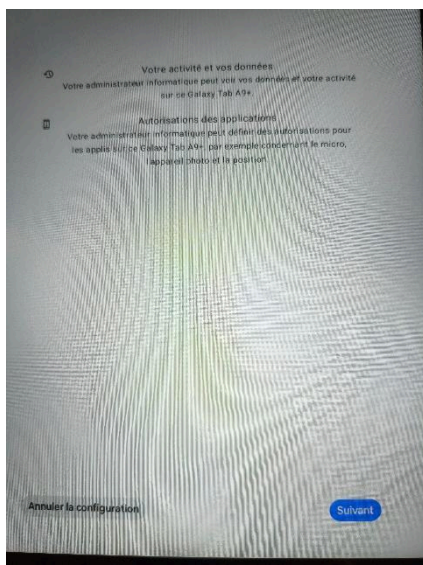 Votre activité et vos données
Votre administrateur informatique peut voir vos données et votre activité
sur ce Galaxy Tab A9+.
Autorisations des applications
Votre administrateur informatique peut définir des autorisations pour
les applis sur ce Galaxy Tab A9+, par exemple concernant le micro,
l'appareil photo et la position.
Annuler la configuration
Suivant